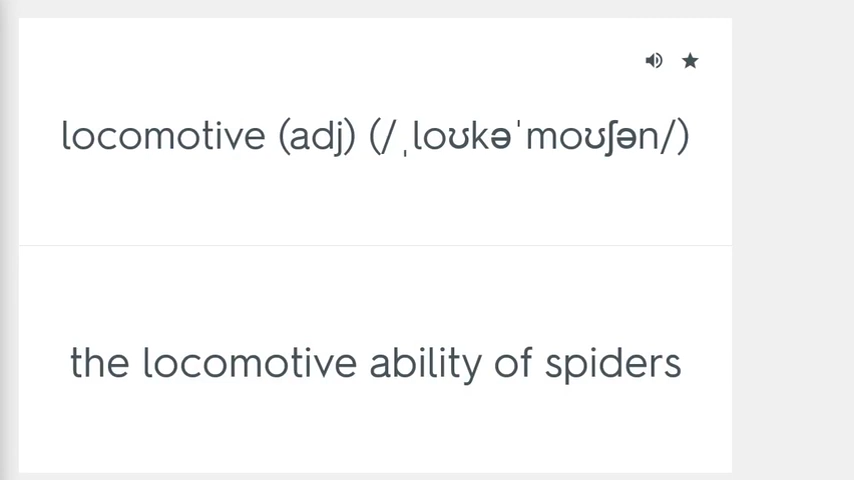 locomotive (adj) (/ˌloʊkəˈmoʊʃən/)
the locomotive ability of spiders